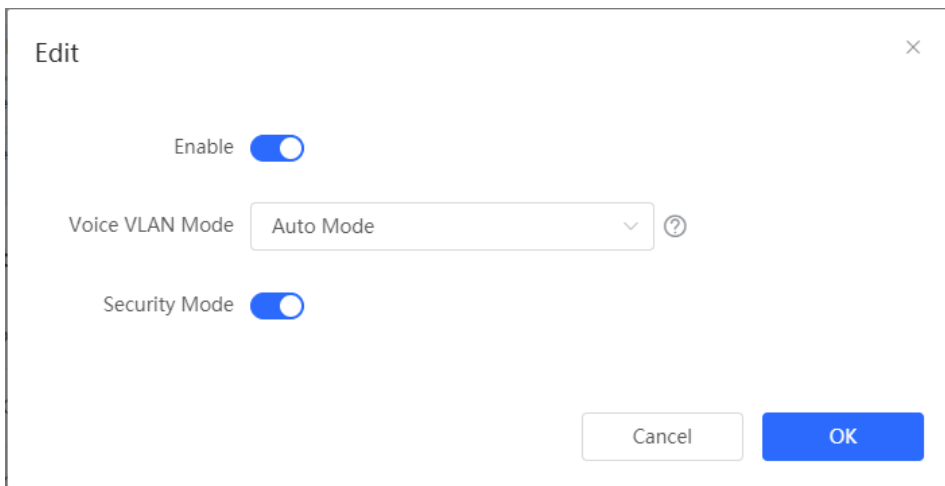 Edit
Enable
Voice VLAN Mode Auto Mode ?
Security Mode
Cancel OK